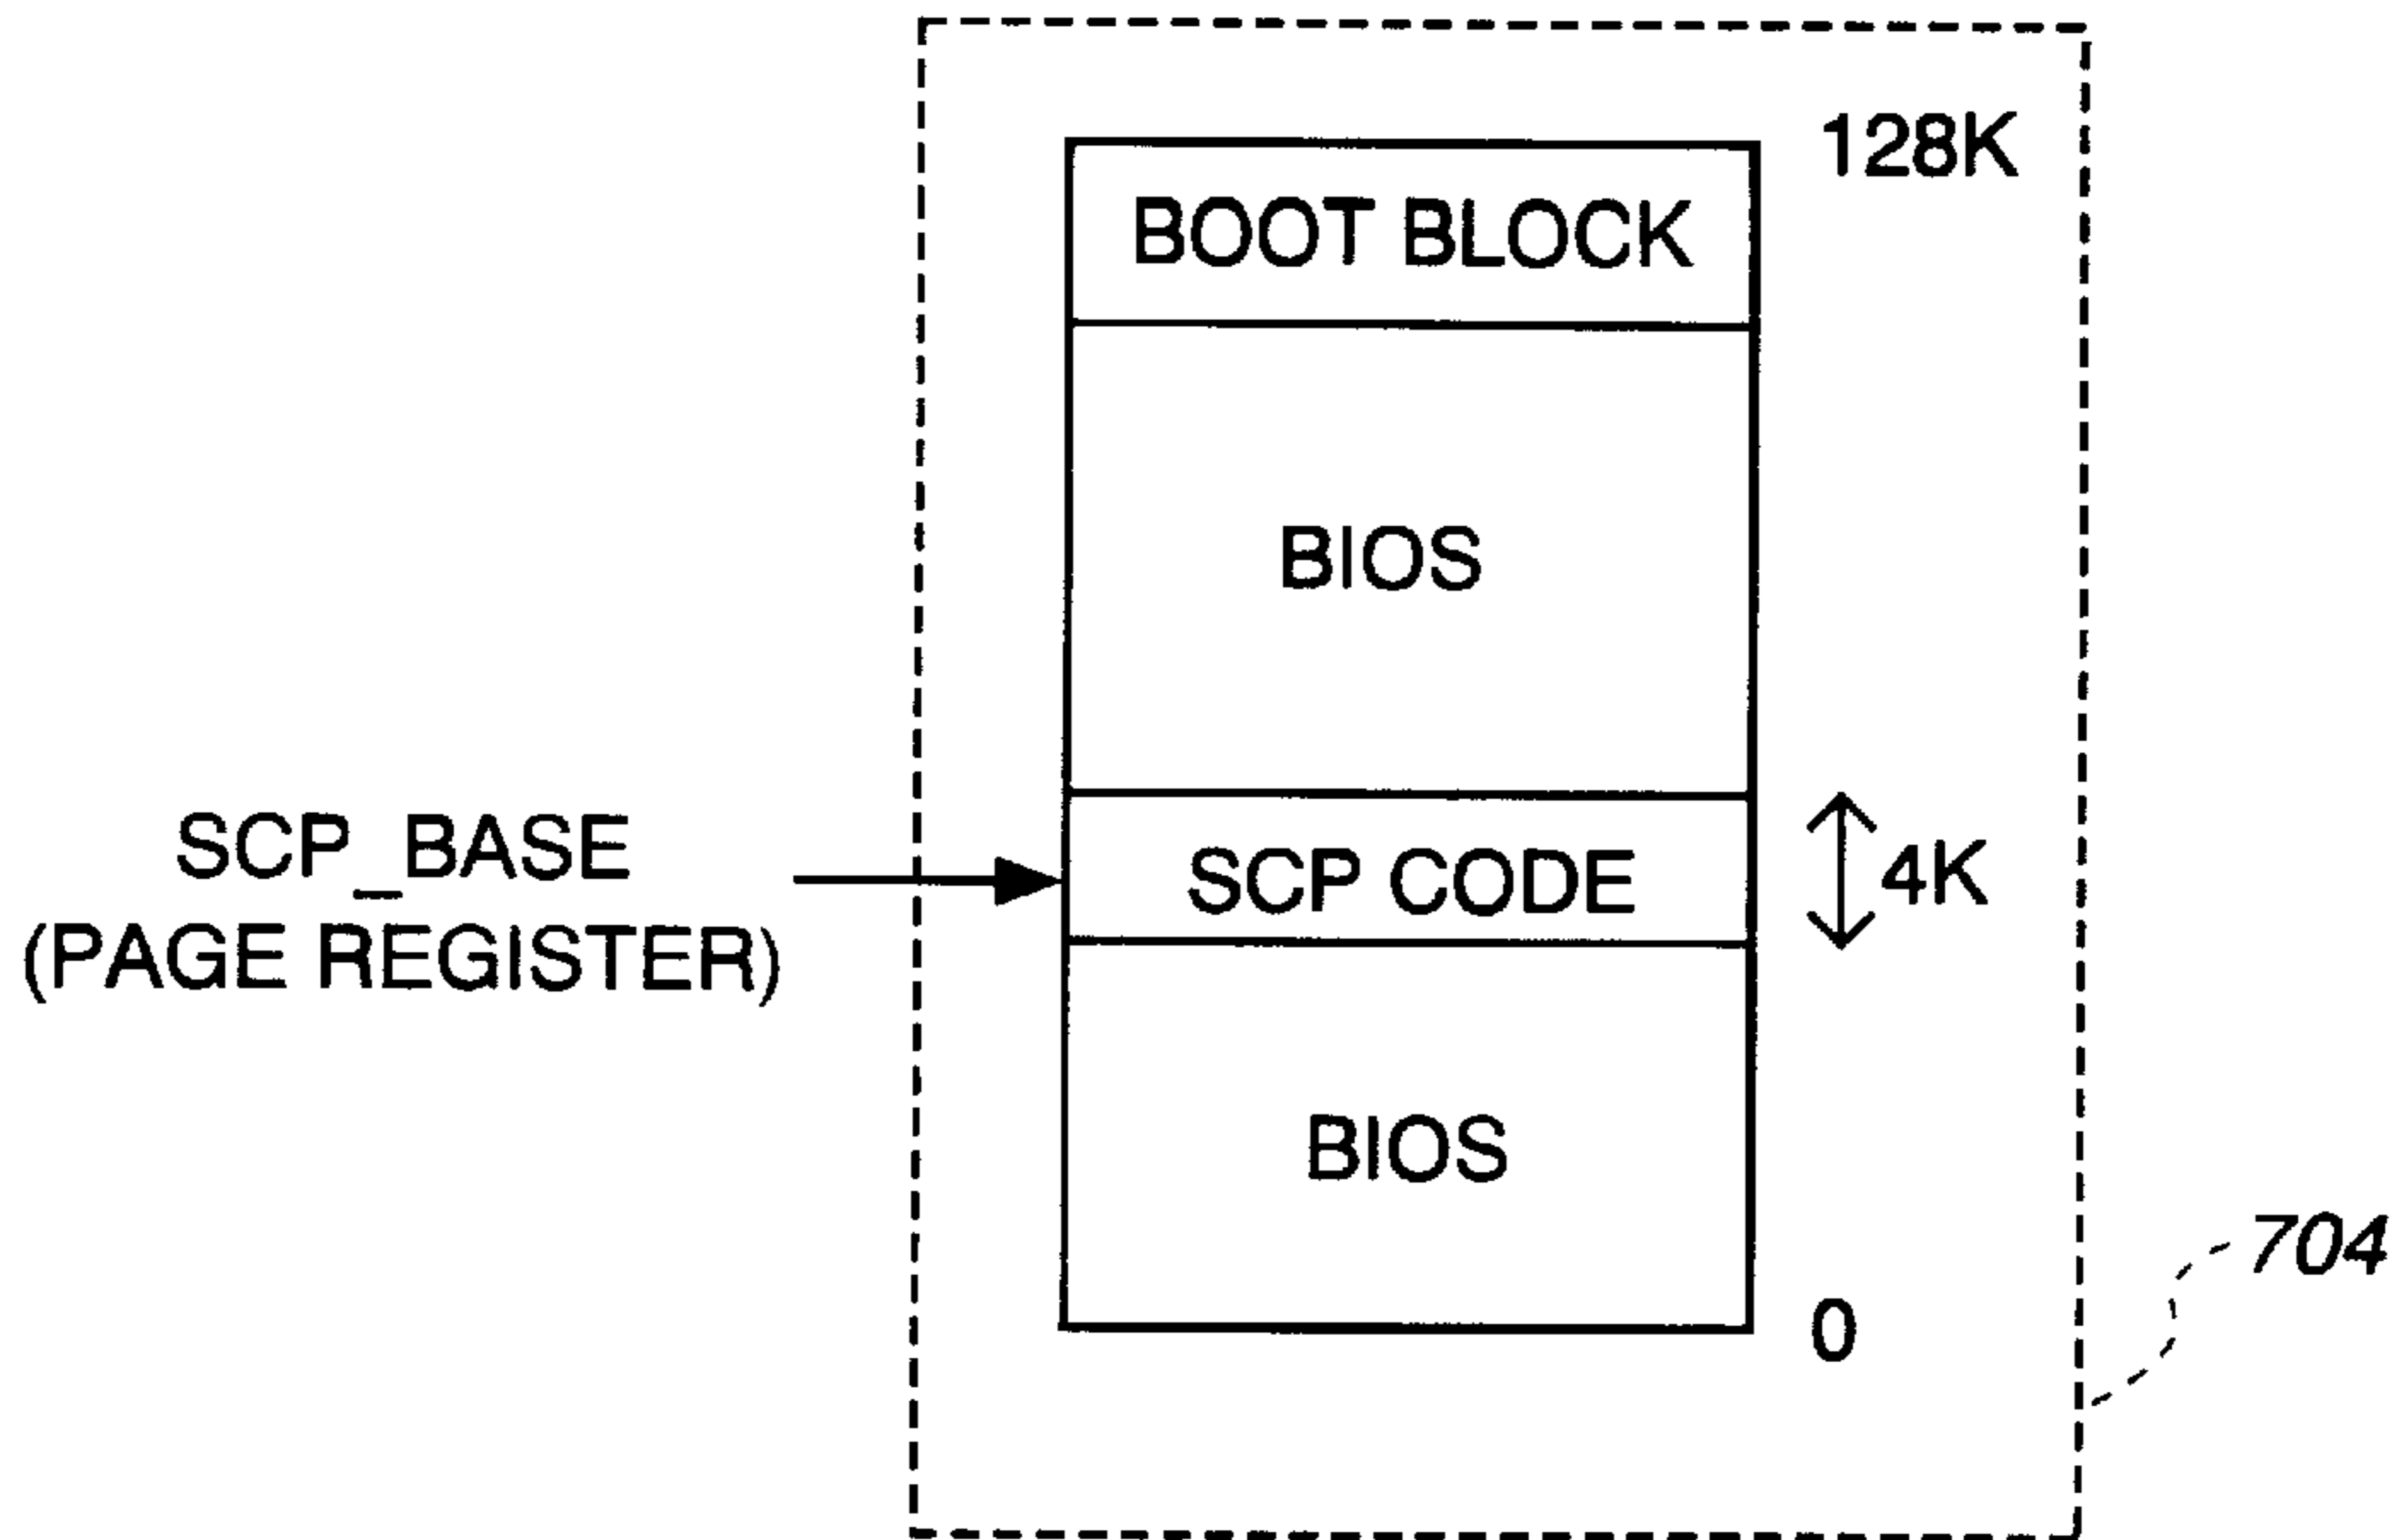 128K
BOOT BLOCK
BIOS
SCP_BASE
(PAGE REGISTER)
SCP CODE
4K
BIOS
704
0